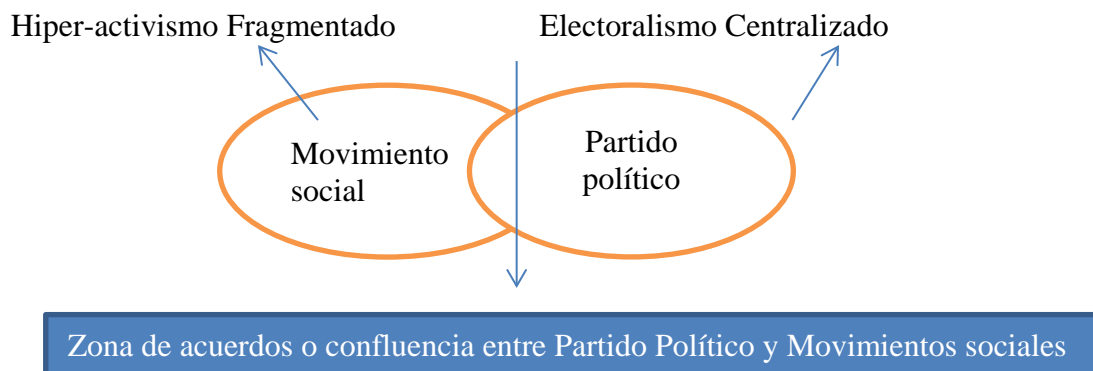 Hiper-activismo Fragmentado
Electoralismo Centralizado
Movimiento
social
Partido
político
Zona de acuerdos o confluencia entre Partido Político y Movimientos sociales